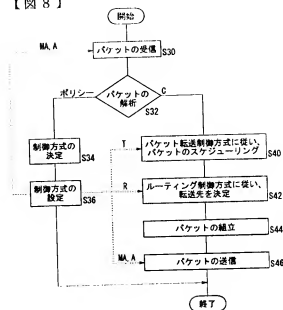 【図8】
開始
MA, A
パケットの受信
S30
ポリシー
パケットの
解析
C
S32
制御方式の
決定
S34
T
パケット転送制御方式に従い、
パケットのスケジューリング
S40
制御方式の
設定
S36
R
ルーティング制御方式に従い、
転送先を決定
S42
パケットの組立
S44
MA, A
パケットの送信
S46
終了